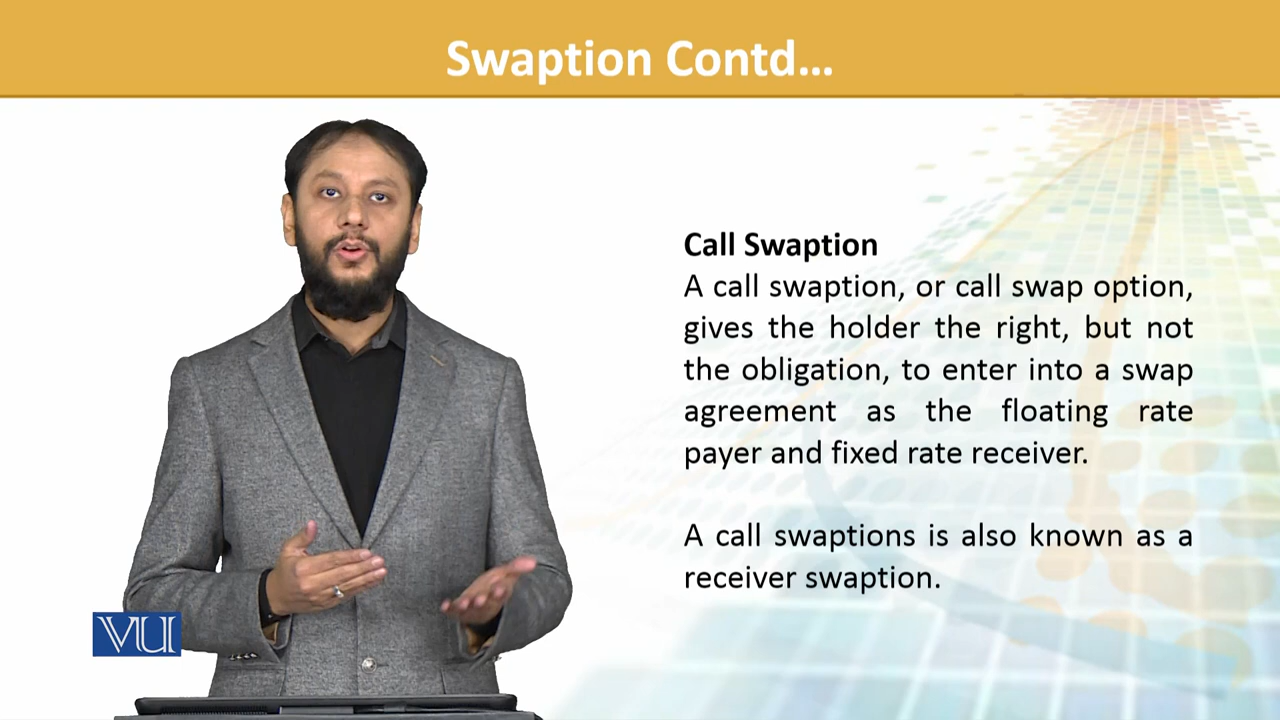 Swaption Contd...
Call Swaption
A call swaption, or call swap option,
gives the holder the right, but not
the obligation, to enter into a swap
agreement as the floating rate
payer and fixed rate receiver.
A call swaptions is also known as a
receiver swaption.
VU